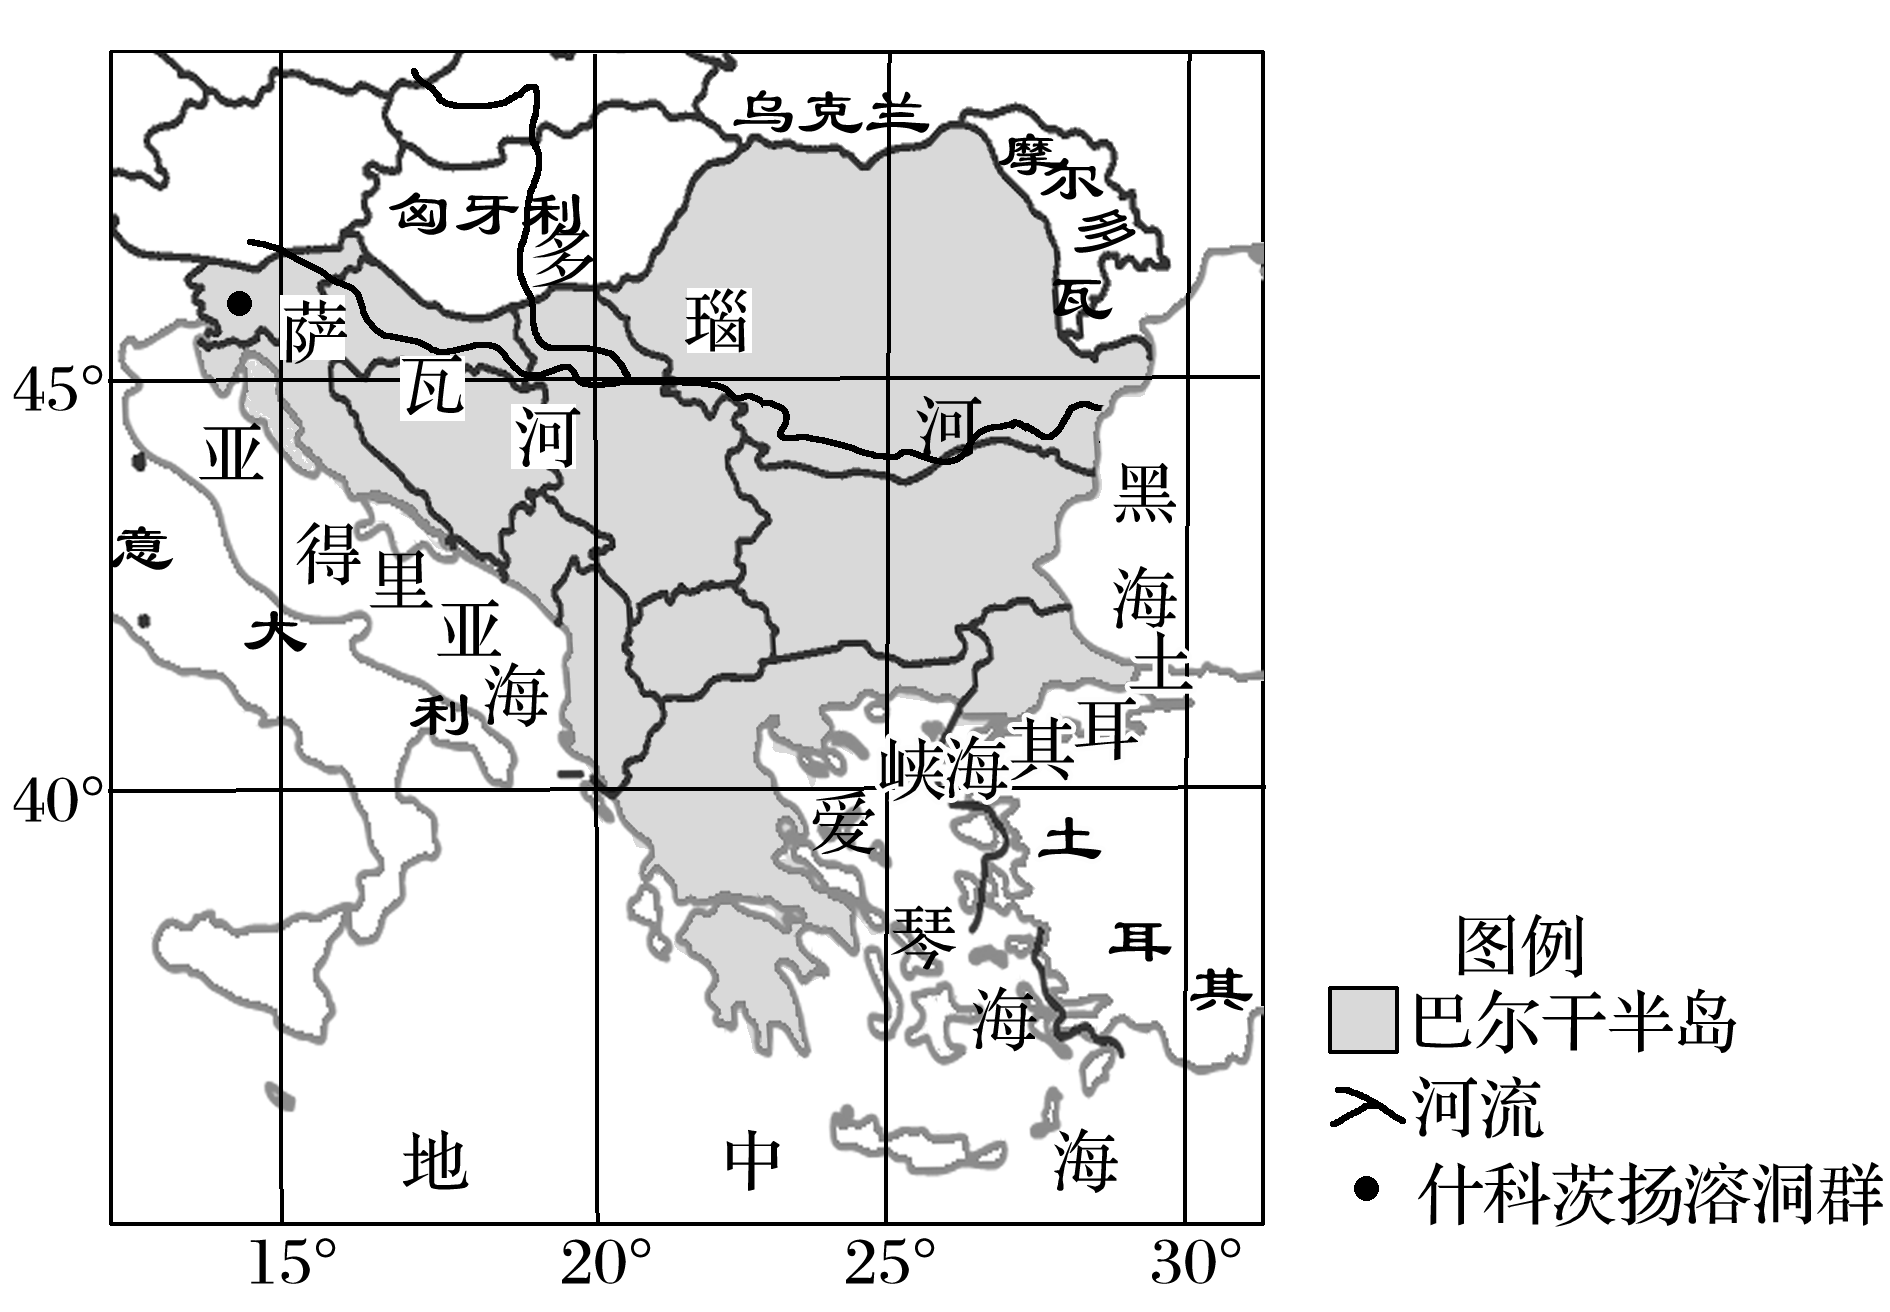 乌克兰
摩尔多瓦
匈牙利
多瑙河
萨瓦河
45°
亚得里亚海
黑海
意大利
土耳其海峡
40°
爱琴海
土耳其
地中海
15° 20° 25° 30°
图例
巴尔干半岛
河流
什科茨扬溶洞群